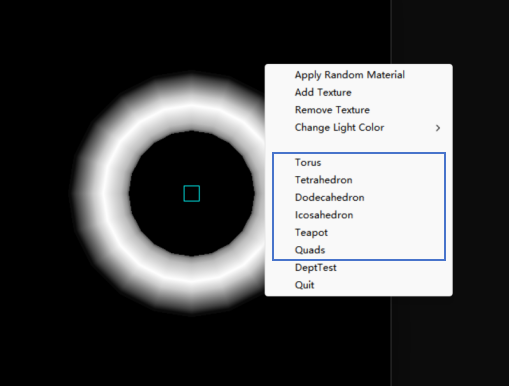 Apply Random Material
Add Texture
Remove Texture
Change Light Color
Torus
Tetrahedron
Dodecahedron
Icosahedron
Teapot
Quads
DeptTest
Quit